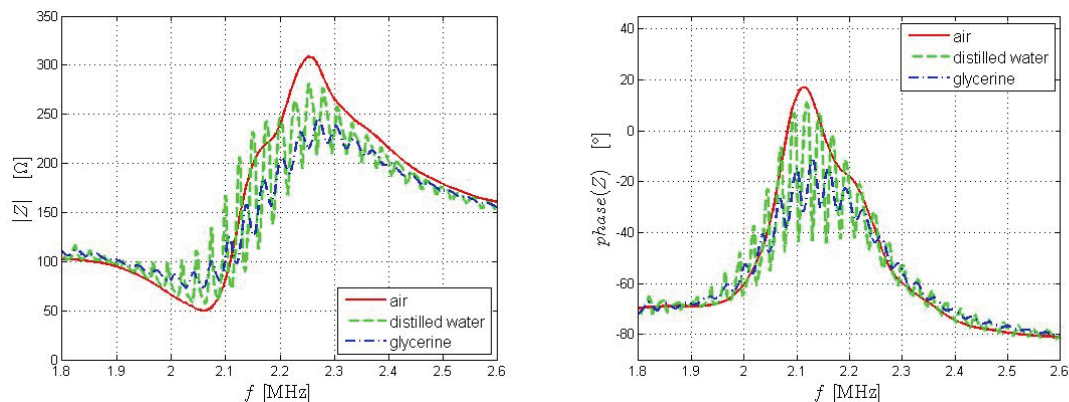 350
300
250
200
150
100
50
0
|Z| [Ω]
1.8 1.9 2 2.1 2.2 2.3 2.4 2.5 2.6
f [MHz]
air
distilled water
glycerine
40
20
0
-20
-40
-60
-80
phase(Z) [°]
1.8 1.9 2 2.1 2.2 2.3 2.4 2.5 2.6
f [MHz]
air
distilled water
glycerine